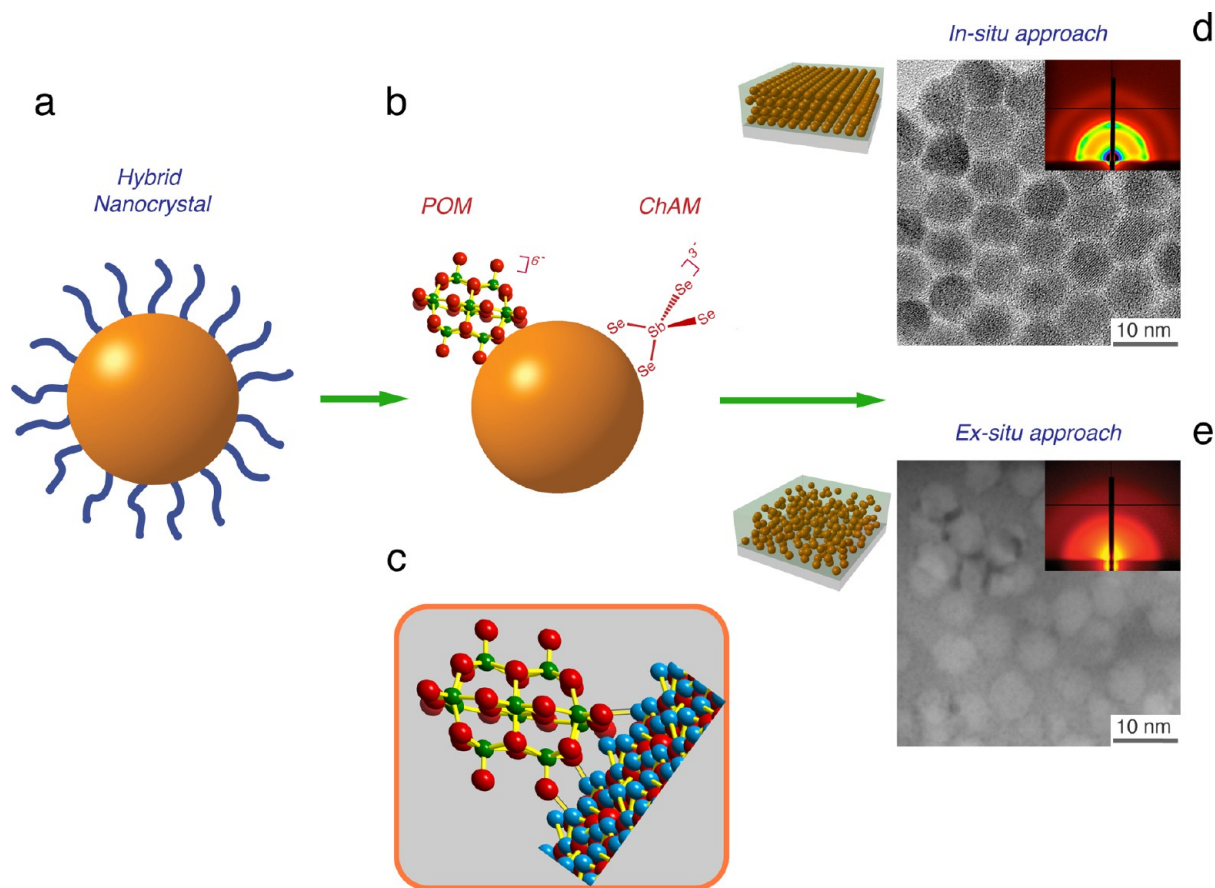 a
Hybrid
Nanocrystal
b
POM
6-
ChAM
3-
Se
Se
Sb
Se
Se
c
In-situ approach
d
10 nm
Ex-situ approach
e
10 nm